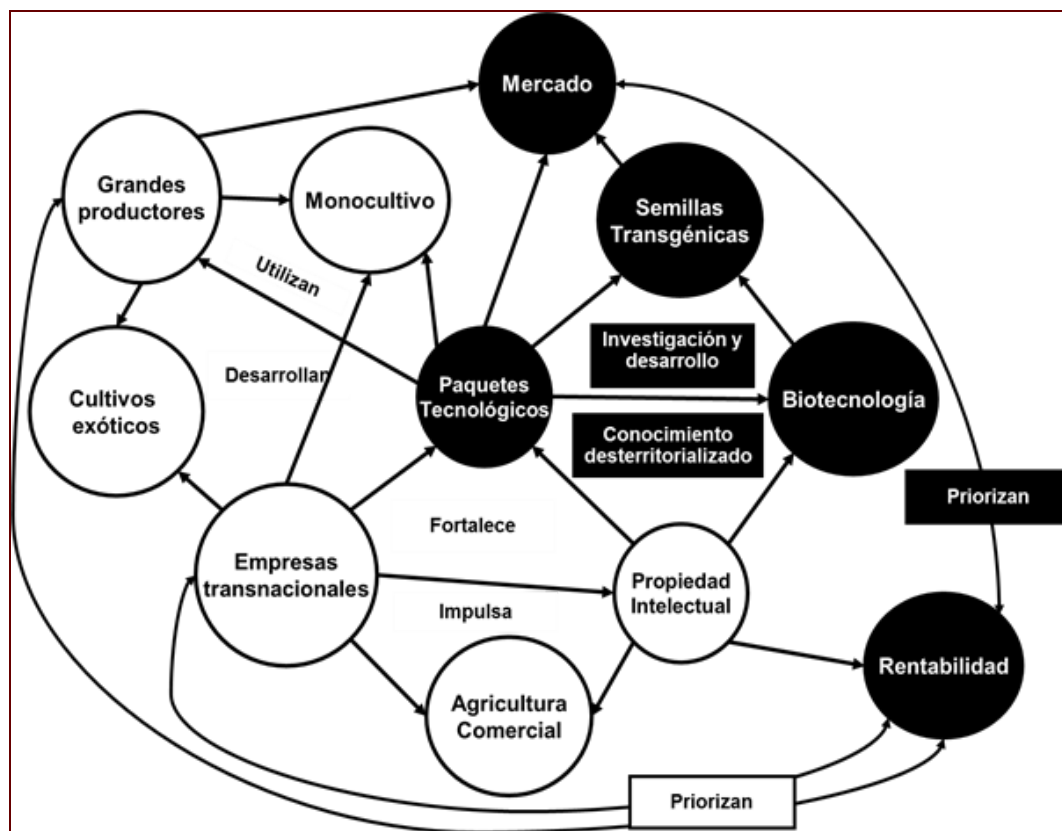 Mercado
Grandes
productores
Monocultivo
Semillas
Transgénicas
Utilizan
Investigación y
desarrollo
Desarrollan
Paquetes
Tecnológicos
Biotecnología
Cultivos
exóticos
Conocimiento
desterritorializado
Priorizan
Fortalece
Empresas
transnacionales
Propiedad
Intelectual
Impulsa
Rentabilidad
Agricultura
Comercial
Priorizan